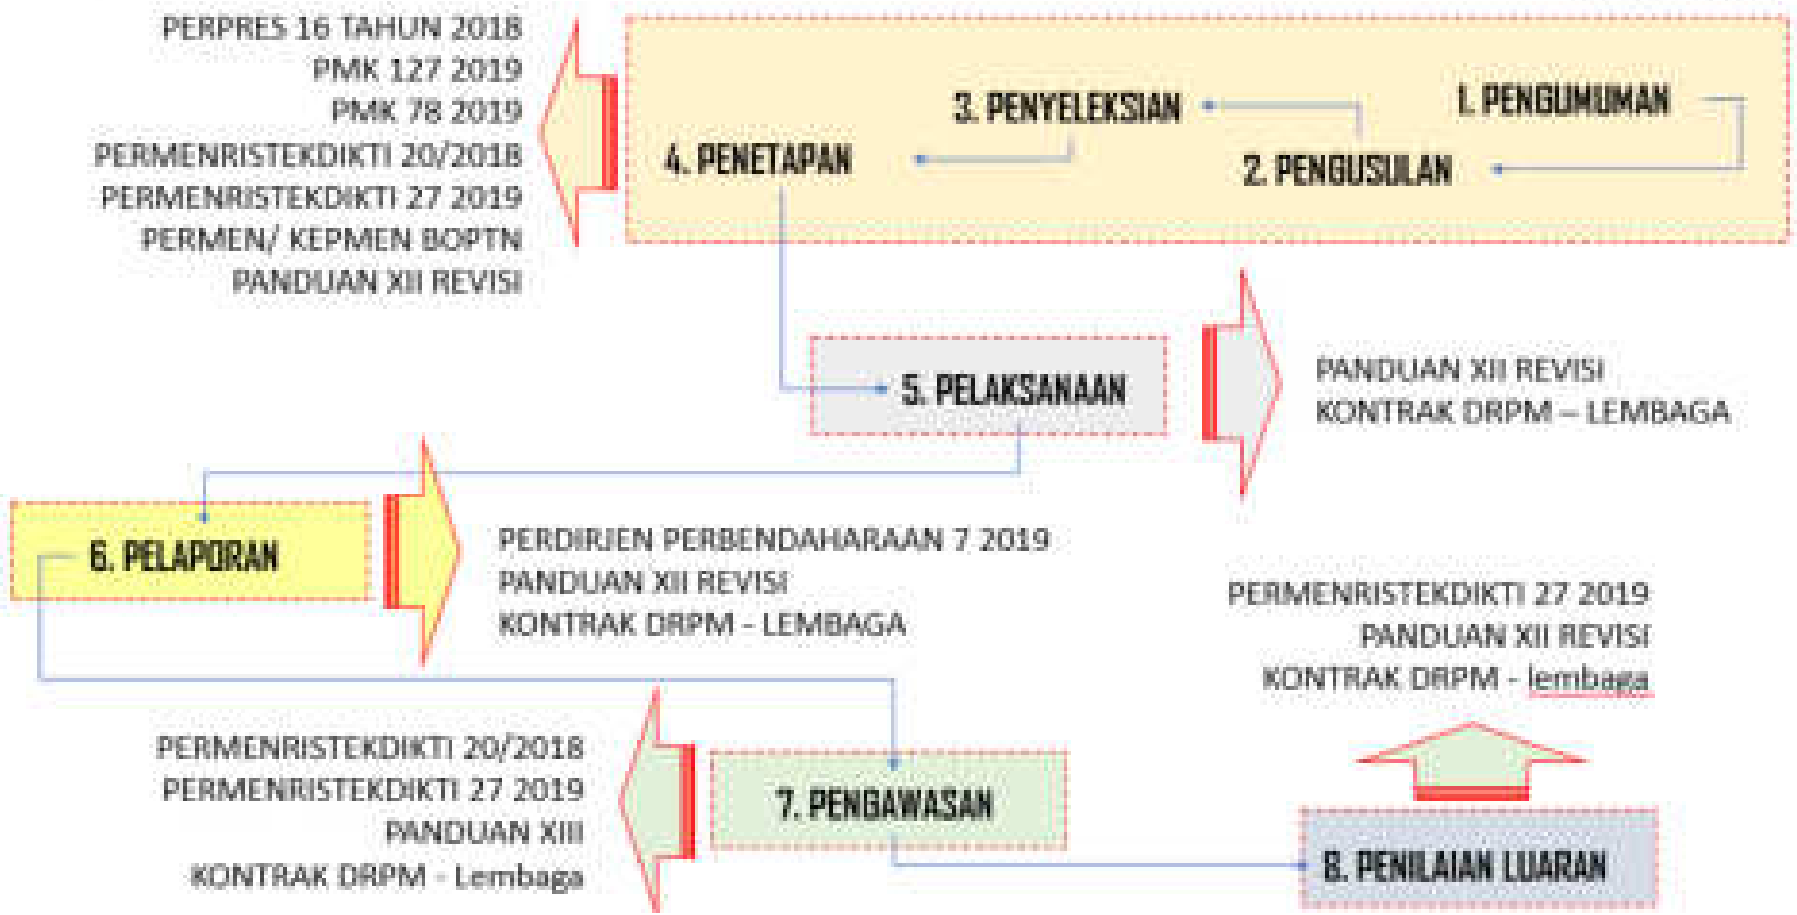 PERPRES 16 TAHUN 2018
PMK 127 2019
PMK 78 2019
PERMENRISTEKDIKTI 20/2018
PERMENRISTEKDIKTI 27 2019
PERMEN/ KEPMEN BOPTN
PANDUAN XII REVISI
1. PENGUMUMAN
2. PENGUSULAN
3. PENYELEKSIAN
4. PENETAPAN
5. PELAKSANAAN
PANDUAN XII REVISI
KONTRAK DRPM – LEMBAGA
6. PELAPORAN
PERDIRJEN PERBENDAHARAAN 7 2019
PANDUAN XII REVISI
KONTRAK DRPM - LEMBAGA
PERMENRISTEKDIKTI 20/2018
PERMENRISTEKDIKTI 27 2019
PANDUAN XIII
KONTRAK DRPM - Lembaga
7. PENGAWASAN
PERMENRISTEKDIKTI 27 2019
PANDUAN XII REVISI
KONTRAK DRPM - lembaga
8. PENILAIAN LUARAN